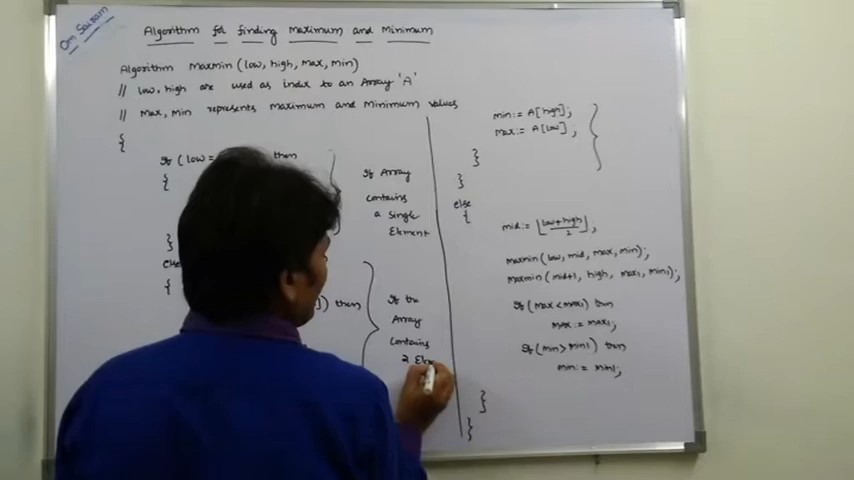 Om Sairam
Algorithm for finding Maximum and Minimum
Algorithm maxmin (low, high, max, min)
// low, high are used as index to an Array 'A'
// Max, min represents Maximum and Minimum values
{
If (low = then
{
}
else
{
]) then
If Array
contains
a single
Element
If the
Array
contains
2 Ele
min := A[high];
max := A[low];
}
}
else
{
mid := ⌊low+high/2⌋;
maxmin (low, mid, max, min);
maxmin (mid+1, high, max1, min1);
If (max < max1) then
max := max1;
If (min > min1) then
min := min1;
}
}